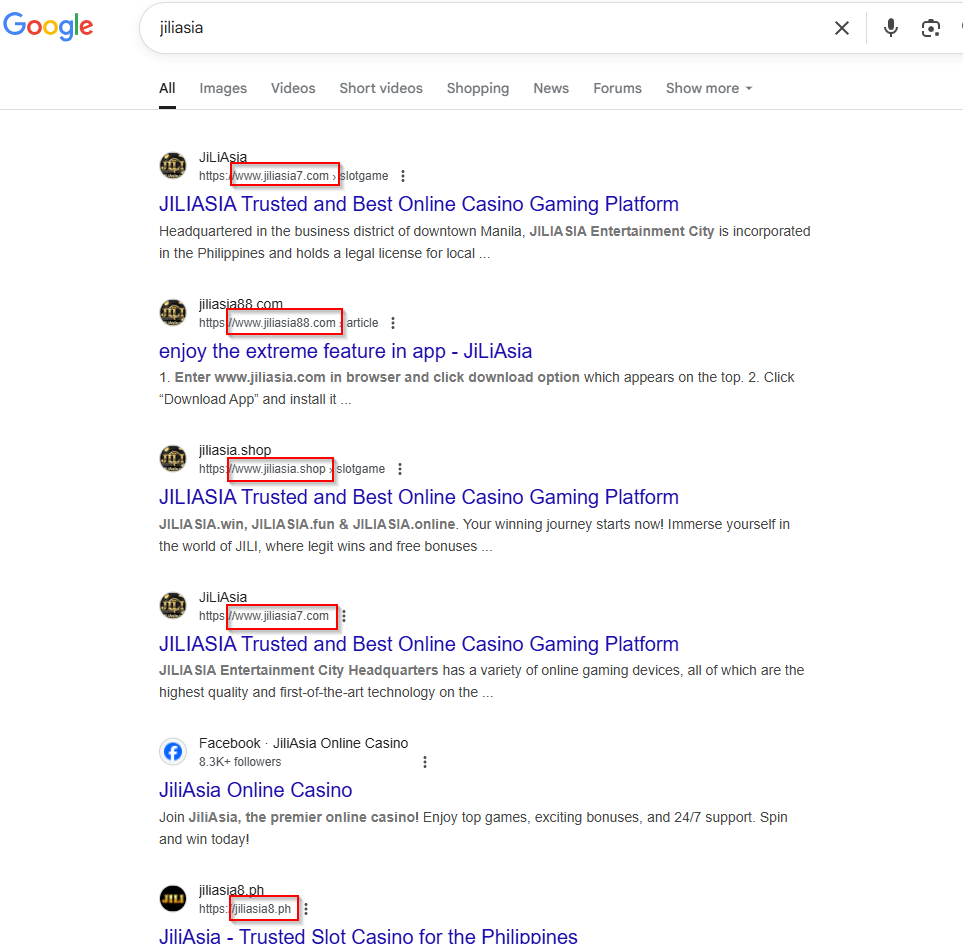 Google
jiliasia
All Images Videos Short videos Shopping News Forums Show more
JiLiAsia
https://www.jiliasia7.com › slotgame
JILIASIA Trusted and Best Online Casino Gaming Platform
Headquartered in the business district of downtown Manila, JILIASIA Entertainment City is incorporated
in the Philippines and holds a legal license for local ...
jiliasia88.com
https://www.jiliasia88.com › article
enjoy the extreme feature in app - JiLiAsia
1. Enter www.jiliasia.com in browser and click download option which appears on the top. 2. Click
“Download App” and install it ...
jiliasia.shop
https://www.jiliasia.shop › slotgame
JILIASIA Trusted and Best Online Casino Gaming Platform
JILIASIA.win, JILIASIA.fun & JILIASIA.online. Your winning journey starts now! Immerse yourself in
the world of JILI, where legit wins and free bonuses ...
JiLiAsia
https://www.jiliasia7.com
JILIASIA Trusted and Best Online Casino Gaming Platform
JILIASIA Entertainment City Headquarters has a variety of online gaming devices, all of which are the
highest quality and first-of-the-art technology on the ...
Facebook · JiliAsia Online Casino
8.3K+ followers
JiliAsia Online Casino
Join JiliAsia, the premier online casino! Enjoy top games, exciting bonuses, and 24/7 support. Spin
and win today!
jiliasia8.ph
https://jiliasia8.ph
JiliAsia - Trusted Slot Casino for the Philippines